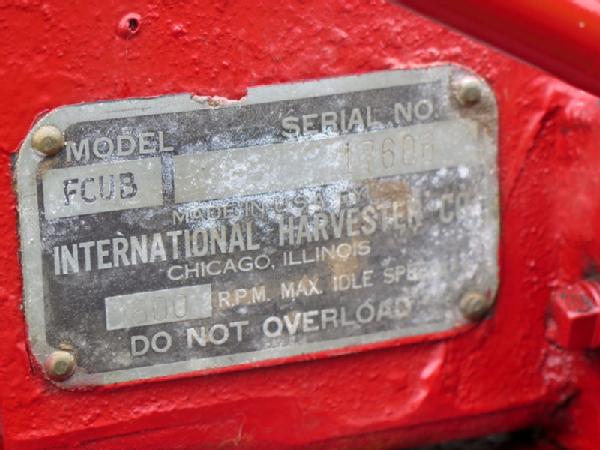 MODEL SERIAL NO.
FCUB
MADE IN U.S.A. BY
INTERNATIONAL HARVESTER CO
CHICAGO, ILLINOIS
R.P.M. MAX. IDLE SPEED
DO NOT OVERLOAD